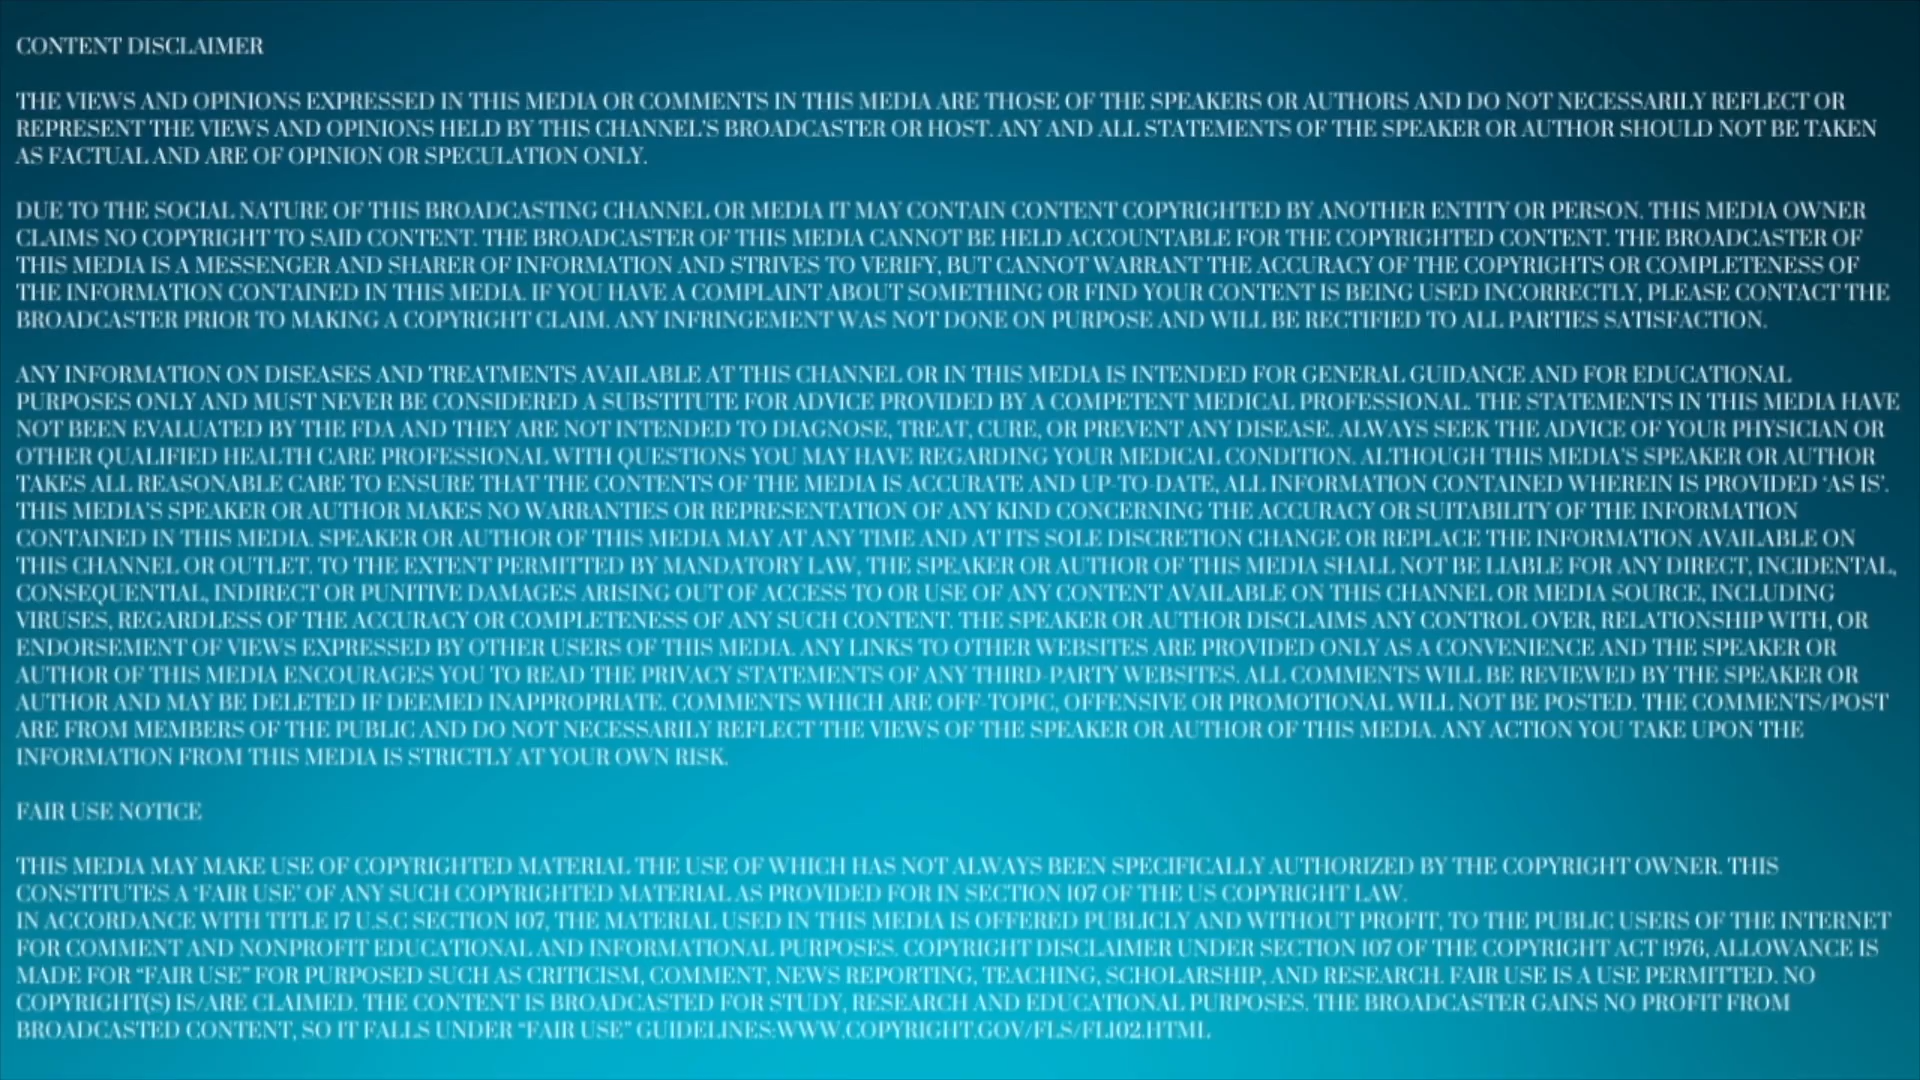 CONTENT DISCLAIMER
THE VIEWS AND OPINIONS EXPRESSED IN THIS MEDIA OR COMMENTS IN THIS MEDIA ARE THOSE OF THE SPEAKERS OR AUTHORS AND DO NOT NECESSARILY REFLECT OR
REPRESENT THE VIEWS AND OPINIONS HELD BY THIS CHANNEL'S BROADCASTER OR HOST. ANY AND ALL STATEMENTS OF THE SPEAKER OR AUTHOR SHOULD NOT BE TAKEN
AS FACTUAL AND ARE OF OPINION OR SPECULATION ONLY.
DUE TO THE SOCIAL NATURE OF THIS BROADCASTING CHANNEL OR MEDIA IT MAY CONTAIN CONTENT COPYRIGHTED BY ANOTHER ENTITY OR PERSON. THIS MEDIA OWNER
CLAIMS NO COPYRIGHT TO SAID CONTENT. THE BROADCASTER OF THIS MEDIA CANNOT BE HELD ACCOUNTABLE FOR THE COPYRIGHTED CONTENT. THE BROADCASTER OF
THIS MEDIA IS A MESSENGER AND SHARER OF INFORMATION AND STRIVES TO VERIFY, BUT CANNOT WARRANT THE ACCURACY OF THE COPYRIGHTS OR COMPLETENESS OF
THE INFORMATION CONTAINED IN THIS MEDIA. IF YOU HAVE A COMPLAINT ABOUT SOMETHING OR FIND YOUR CONTENT IS BEING USED INCORRECTLY, PLEASE CONTACT THE
BROADCASTER PRIOR TO MAKING A COPYRIGHT CLAIM. ANY INFRINGEMENT WAS NOT DONE ON PURPOSE AND WILL BE RECTIFIED TO ALL PARTIES SATISFACTION.
ANY INFORMATION ON DISEASES AND TREATMENTS AVAILABLE AT THIS CHANNEL OR IN THIS MEDIA IS INTENDED FOR GENERAL GUIDANCE AND FOR EDUCATIONAL
PURPOSES ONLY AND MUST NEVER BE CONSIDERED A SUBSTITUTE FOR ADVICE PROVIDED BY A COMPETENT MEDICAL PROFESSIONAL. THE STATEMENTS IN THIS MEDIA HAVE
NOT BEEN EVALUATED BY THE FDA AND THEY ARE NOT INTENDED TO DIAGNOSE, TREAT, CURE, OR PREVENT ANY DISEASE. ALWAYS SEEK THE ADVICE OF YOUR PHYSICIAN OR
OTHER QUALIFIED HEALTH CARE PROFESSIONAL WITH QUESTIONS YOU MAY HAVE REGARDING YOUR MEDICAL CONDITION. ALTHOUGH THIS MEDIA'S SPEAKER OR AUTHOR
TAKES ALL REASONABLE CARE TO ENSURE THAT THE CONTENTS OF THE MEDIA IS ACCURATE AND UP-TO-DATE, ALL INFORMATION CONTAINED WHEREIN IS PROVIDED 'AS IS'.
THIS MEDIA'S SPEAKER OR AUTHOR MAKES NO WARRANTIES OR REPRESENTATION OF ANY KIND CONCERNING THE ACCURACY OR SUITABILITY OF THE INFORMATION
CONTAINED IN THIS MEDIA. SPEAKER OR AUTHOR OF THIS MEDIA MAY AT ANY TIME AND AT ITS SOLE DISCRETION CHANGE OR REPLACE THE INFORMATION AVAILABLE ON
THIS CHANNEL OR OUTLET. TO THE EXTENT PERMITTED BY MANDATORY LAW, THE SPEAKER OR AUTHOR OF THIS MEDIA SHALL NOT BE LIABLE FOR ANY DIRECT, INCIDENTAL,
CONSEQUENTIAL, INDIRECT OR PUNITIVE DAMAGES ARISING OUT OF ACCESS TO OR USE OF ANY CONTENT AVAILABLE ON THIS CHANNEL OR MEDIA SOURCE, INCLUDING
VIRUSES, REGARDLESS OF THE ACCURACY OR COMPLETENESS OF ANY SUCH CONTENT. THE SPEAKER OR AUTHOR DISCLAIMS ANY CONTROL OVER, RELATIONSHIP WITH, OR
ENDORSEMENT OF VIEWS EXPRESSED BY OTHER USERS OF THIS MEDIA. ANY LINKS TO OTHER WEBSITES ARE PROVIDED ONLY AS A CONVENIENCE AND THE SPEAKER OR
AUTHOR OF THIS MEDIA ENCOURAGES YOU TO READ THE PRIVACY STATEMENTS OF ANY THIRD-PARTY WEBSITES. ALL COMMENTS WILL BE REVIEWED BY THE SPEAKER OR
AUTHOR AND MAY BE DELETED IF DEEMED INAPPROPRIATE. COMMENTS WHICH ARE OFF-TOPIC, OFFENSIVE OR PROMOTIONAL WILL NOT BE POSTED. THE COMMENTS/POST
ARE FROM MEMBERS OF THE PUBLIC AND DO NOT NECESSARILY REFLECT THE VIEWS OF THE SPEAKER OR AUTHOR OF THIS MEDIA. ANY ACTION YOU TAKE UPON THE
INFORMATION FROM THIS MEDIA IS STRICTLY AT YOUR OWN RISK.
FAIR USE NOTICE
THIS MEDIA MAY MAKE USE OF COPYRIGHTED MATERIAL THE USE OF WHICH HAS NOT ALWAYS BEEN SPECIFICALLY AUTHORIZED BY THE COPYRIGHT OWNER. THIS
CONSTITUTES A 'FAIR USE' OF ANY SUCH COPYRIGHTED MATERIAL AS PROVIDED FOR IN SECTION 107 OF THE US COPYRIGHT LAW.
IN ACCORDANCE WITH TITLE 17 U.S.C SECTION 107, THE MATERIAL USED IN THIS MEDIA IS OFFERED PUBLICLY AND WITHOUT PROFIT, TO THE PUBLIC USERS OF THE INTERNET
FOR COMMENT AND NONPROFIT EDUCATIONAL AND INFORMATIONAL PURPOSES. COPYRIGHT DISCLAIMER UNDER SECTION 107 OF THE COPYRIGHT ACT 1976, ALLOWANCE IS
MADE FOR “FAIR USE” FOR PURPOSED SUCH AS CRITICISM, COMMENT, NEWS REPORTING, TEACHING, SCHOLARSHIP, AND RESEARCH. FAIR USE IS A USE PERMITTED. NO
COPYRIGHT(S) IS/ARE CLAIMED. THE CONTENT IS BROADCASTED FOR STUDY, RESEARCH AND EDUCATIONAL PURPOSES. THE BROADCASTER GAINS NO PROFIT FROM
BROADCASTED CONTENT, SO IT FALLS UNDER “FAIR USE” GUIDELINES:WWW.COPYRIGHT.GOV/FLS/FL102.HTML